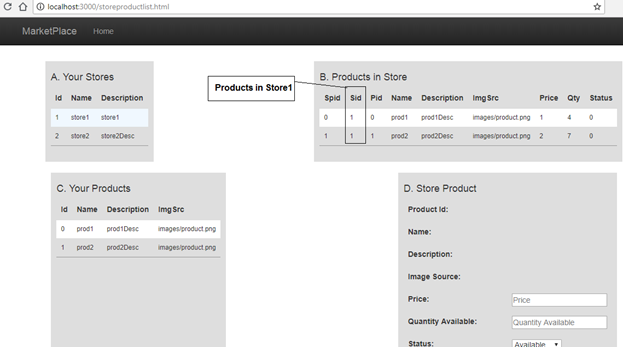 localhost:3000/storeproductlist.html
MarketPlace Home
A. Your Stores
Id Name Description
1 store1 store1
2 store2 store2Desc
Products in Store1
B. Products in Store
Spid Sid Pid Name Description ImgSrc Price Qty Status
0 1 0 prod1 prod1Desc images/product.png 1 4 0
1 1 1 prod2 prod2Desc images/product.png 2 7 0
C. Your Products
Id Name Description ImgSrc
0 prod1 prod1Desc images/product.png
1 prod2 prod2Desc images/product.png
D. Store Product
Product Id:
Name:
Description:
Image Source:
Price: Price
Quantity Available: Quantity Available
Status: Available